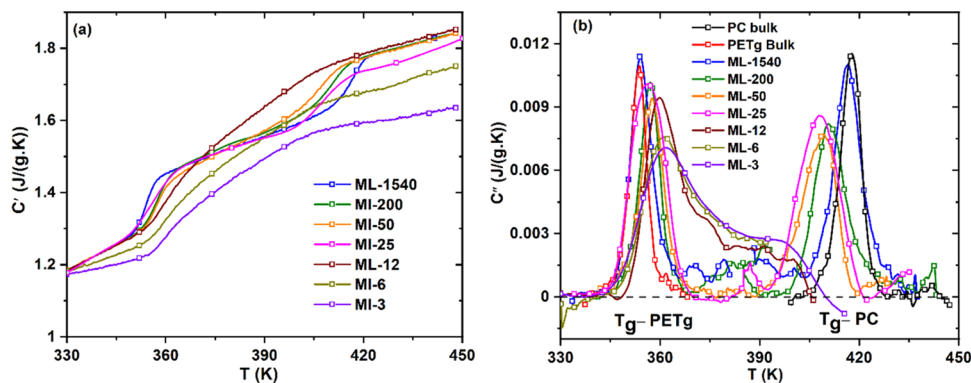 (a)
C′ (J/(g.K))
1.8
1.6
1.4
1.2
1
330
360
390
420
450
T (K)
ML-1540
MI-200
MI-50
MI-25
ML-12
MI-6
MI-3
(b)
C″ (J/(g.K))
0.012
0.009
0.006
0.003
0
330
360
390
420
450
T (K)
PC bulk
PETg Bulk
ML-1540
ML-200
ML-50
ML-25
ML-12
ML-6
ML-3
Tg– PETg
Tg– PC